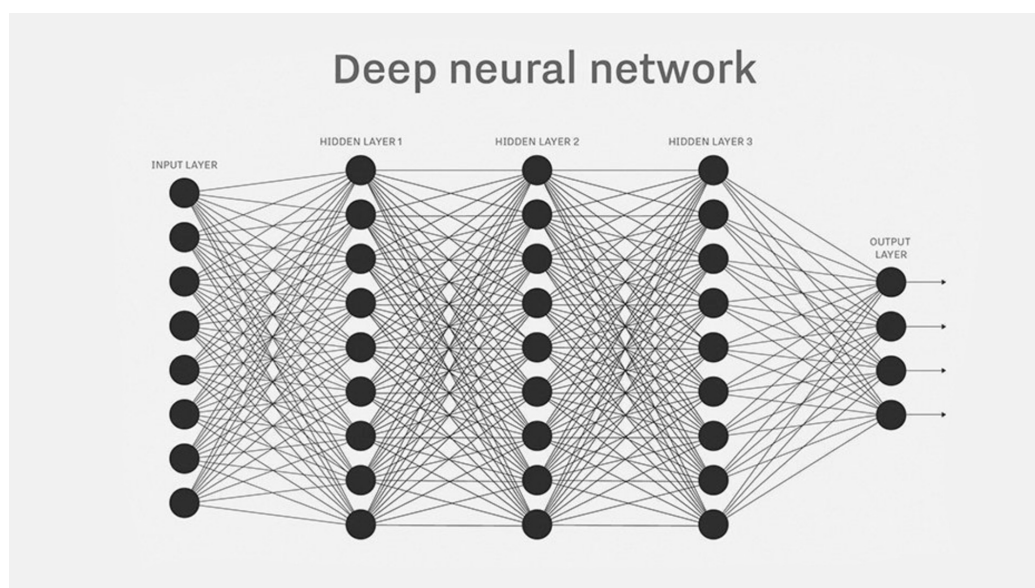 Deep neural network
INPUT LAYER
HIDDEN LAYER 1
HIDDEN LAYER 2
HIDDEN LAYER 3
OUTPUT
LAYER